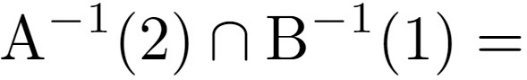 A⁻¹(2) ∩ B⁻¹(1) =